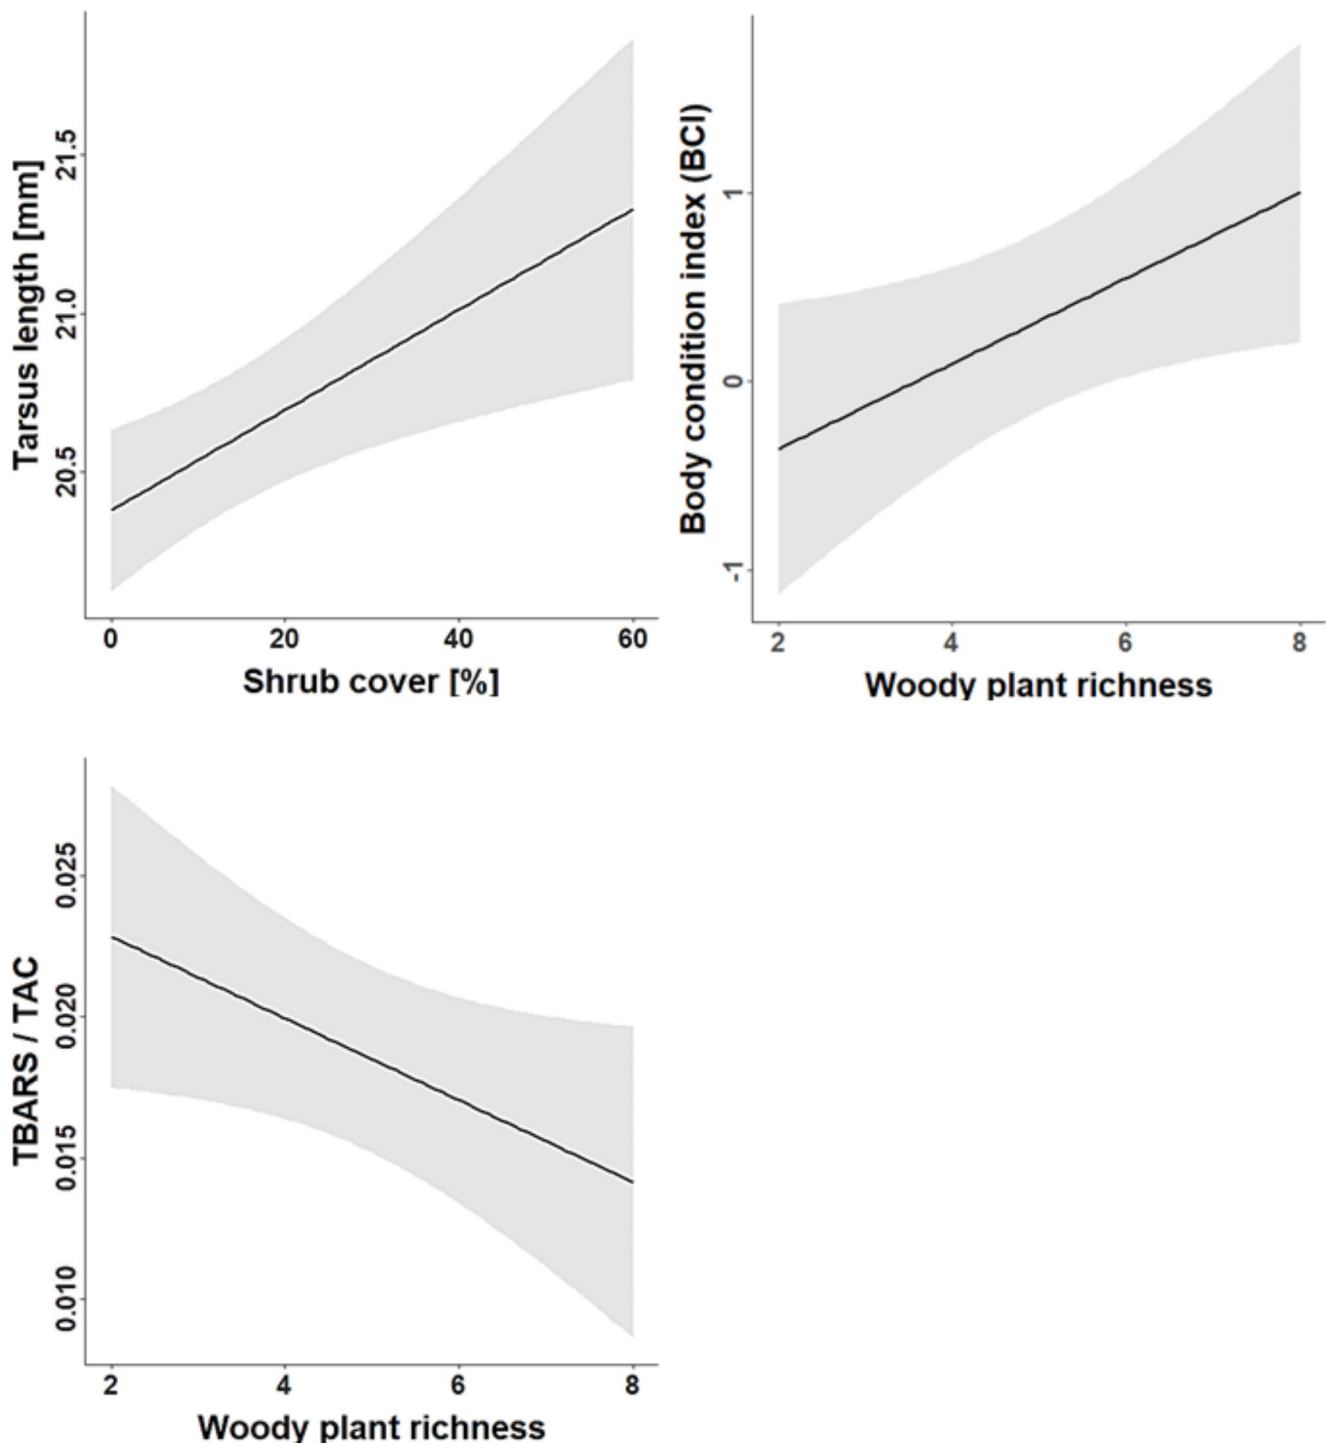 Tarsus length [mm]
21.5
21.0
20.5
0 20 40 60
Shrub cover [%]
Body condition index (BCI)
1
0
-1
2 4 6 8
Woody plant richness
TBARS / TAC
0.025
0.020
0.015
0.010
2 4 6 8
Woody plant richness